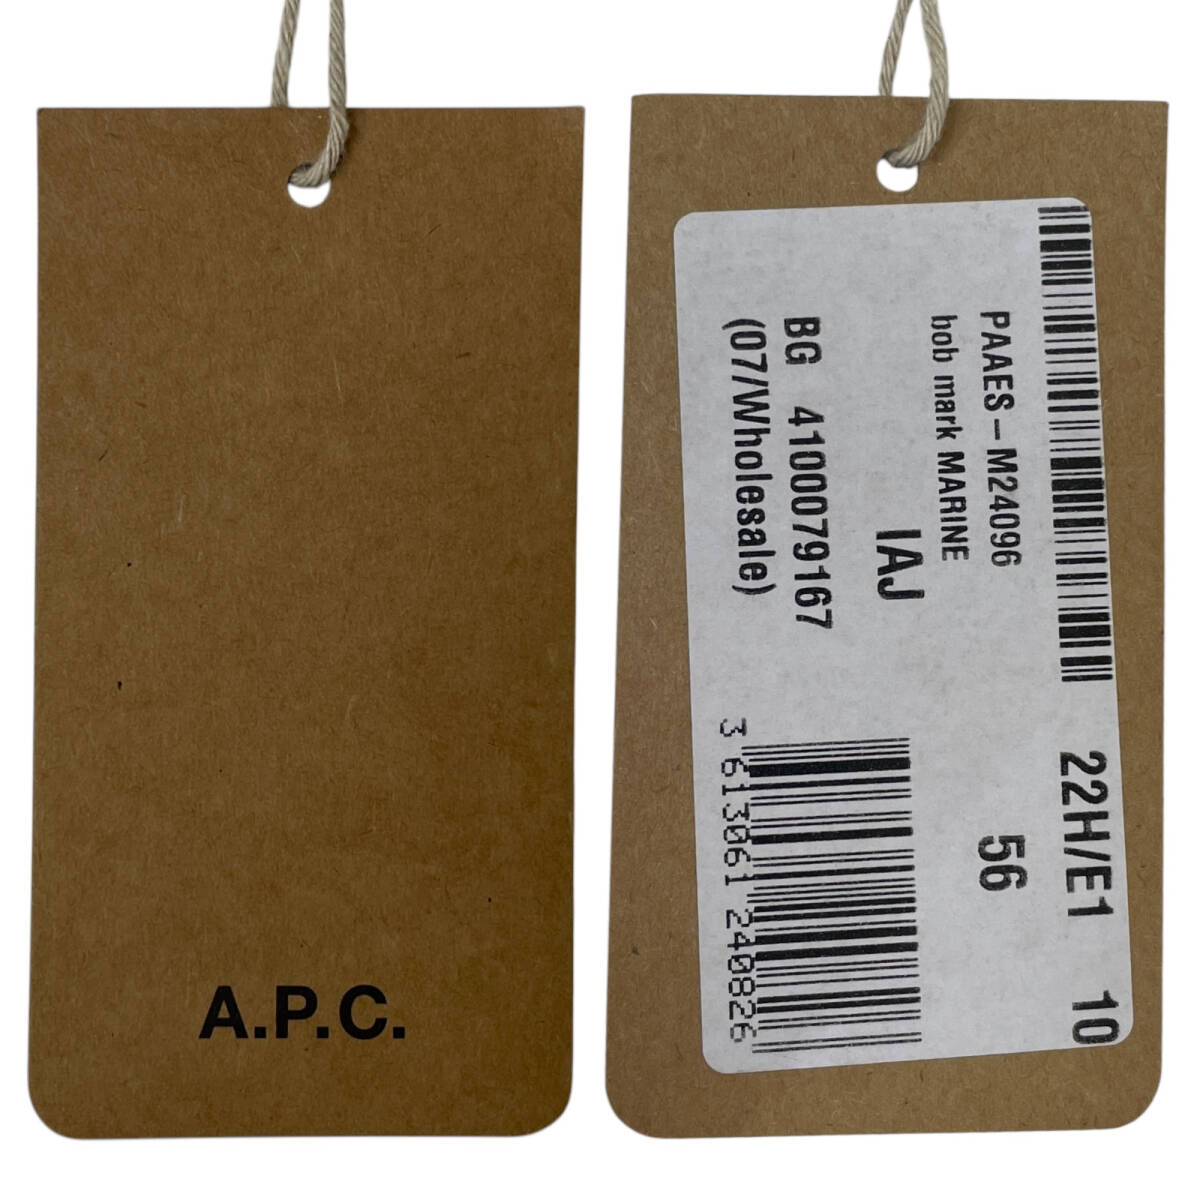 A.P.C.
22H/E1 10
PAAES-M24096 56
bob mark MARINE
IAJ
BG 4100079167
(07/Wholesale)
3 613061 240826